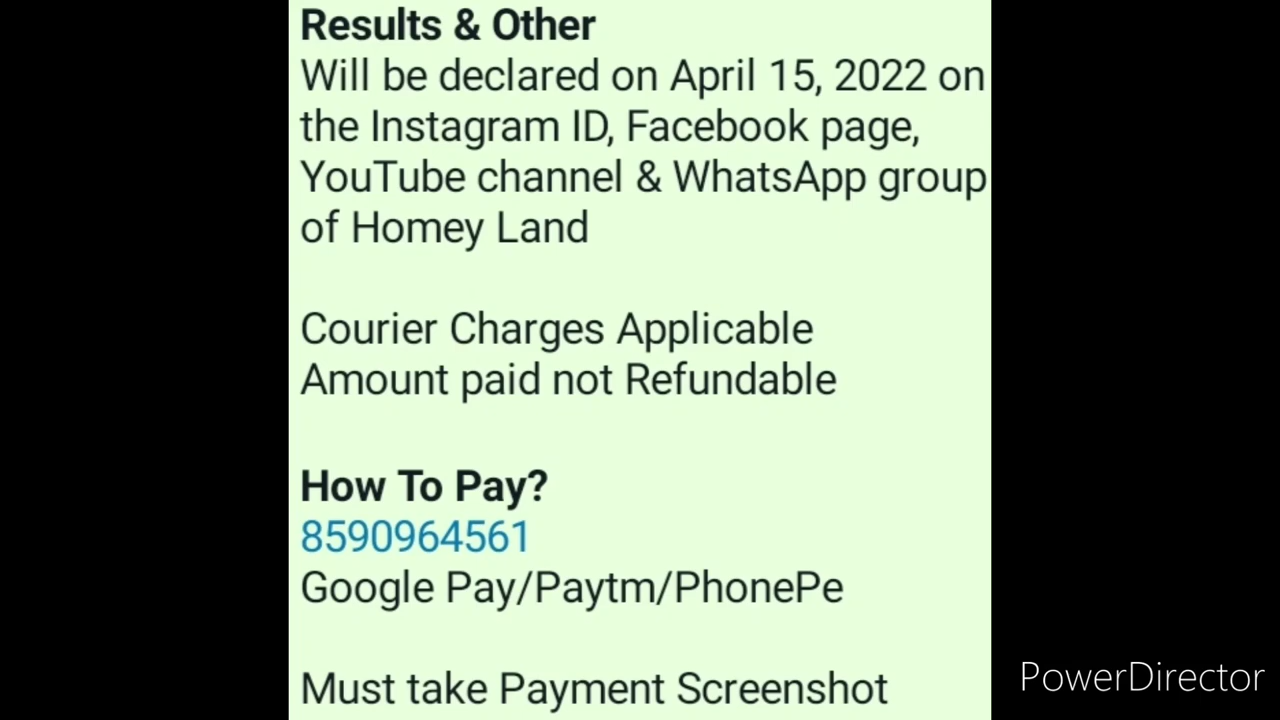 Results & Other
Will be declared on April 15, 2022 on
the Instagram ID, Facebook page,
YouTube channel & WhatsApp group
of Homey Land
Courier Charges Applicable
Amount paid not Refundable
How To Pay?
8590964561
Google Pay/Paytm/PhonePe
Must take Payment Screenshot
PowerDirector